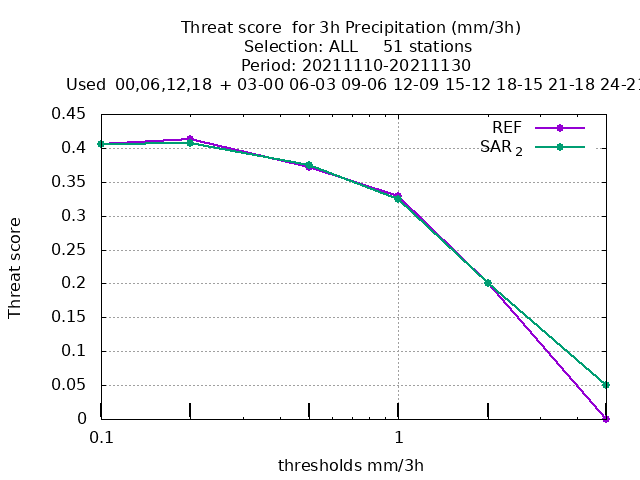 Threat score  for 3h Precipitation (mm/3h)
Selection: ALL     51 stations
Period: 20211110-20211130
Used  00,06,12,18  + 03-00 06-03 09-06 12-09  15-12 18-15 21-18 24-21
REF
SAR 2
0.45
0.4
0.35
0.3
0.25
0.2
0.15
0.1
0.05
0
Threat score
0.1
1
thresholds mm/3h